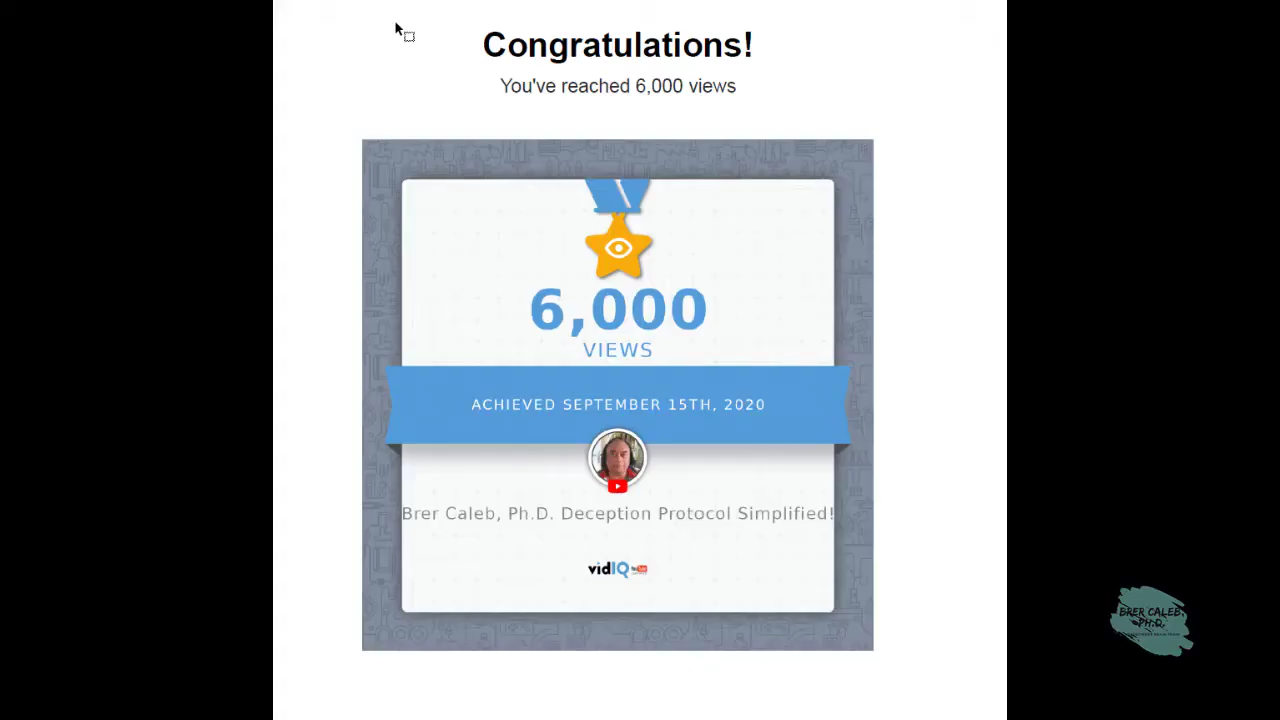 Congratulations!
You've reached 6,000 views
6,000
VIEWS
ACHIEVED SEPTEMBER 15TH, 2020
Brer Caleb, Ph.D. Deception Protocol Simplified!
vidIQ
BRER CALEB,
PH.D.